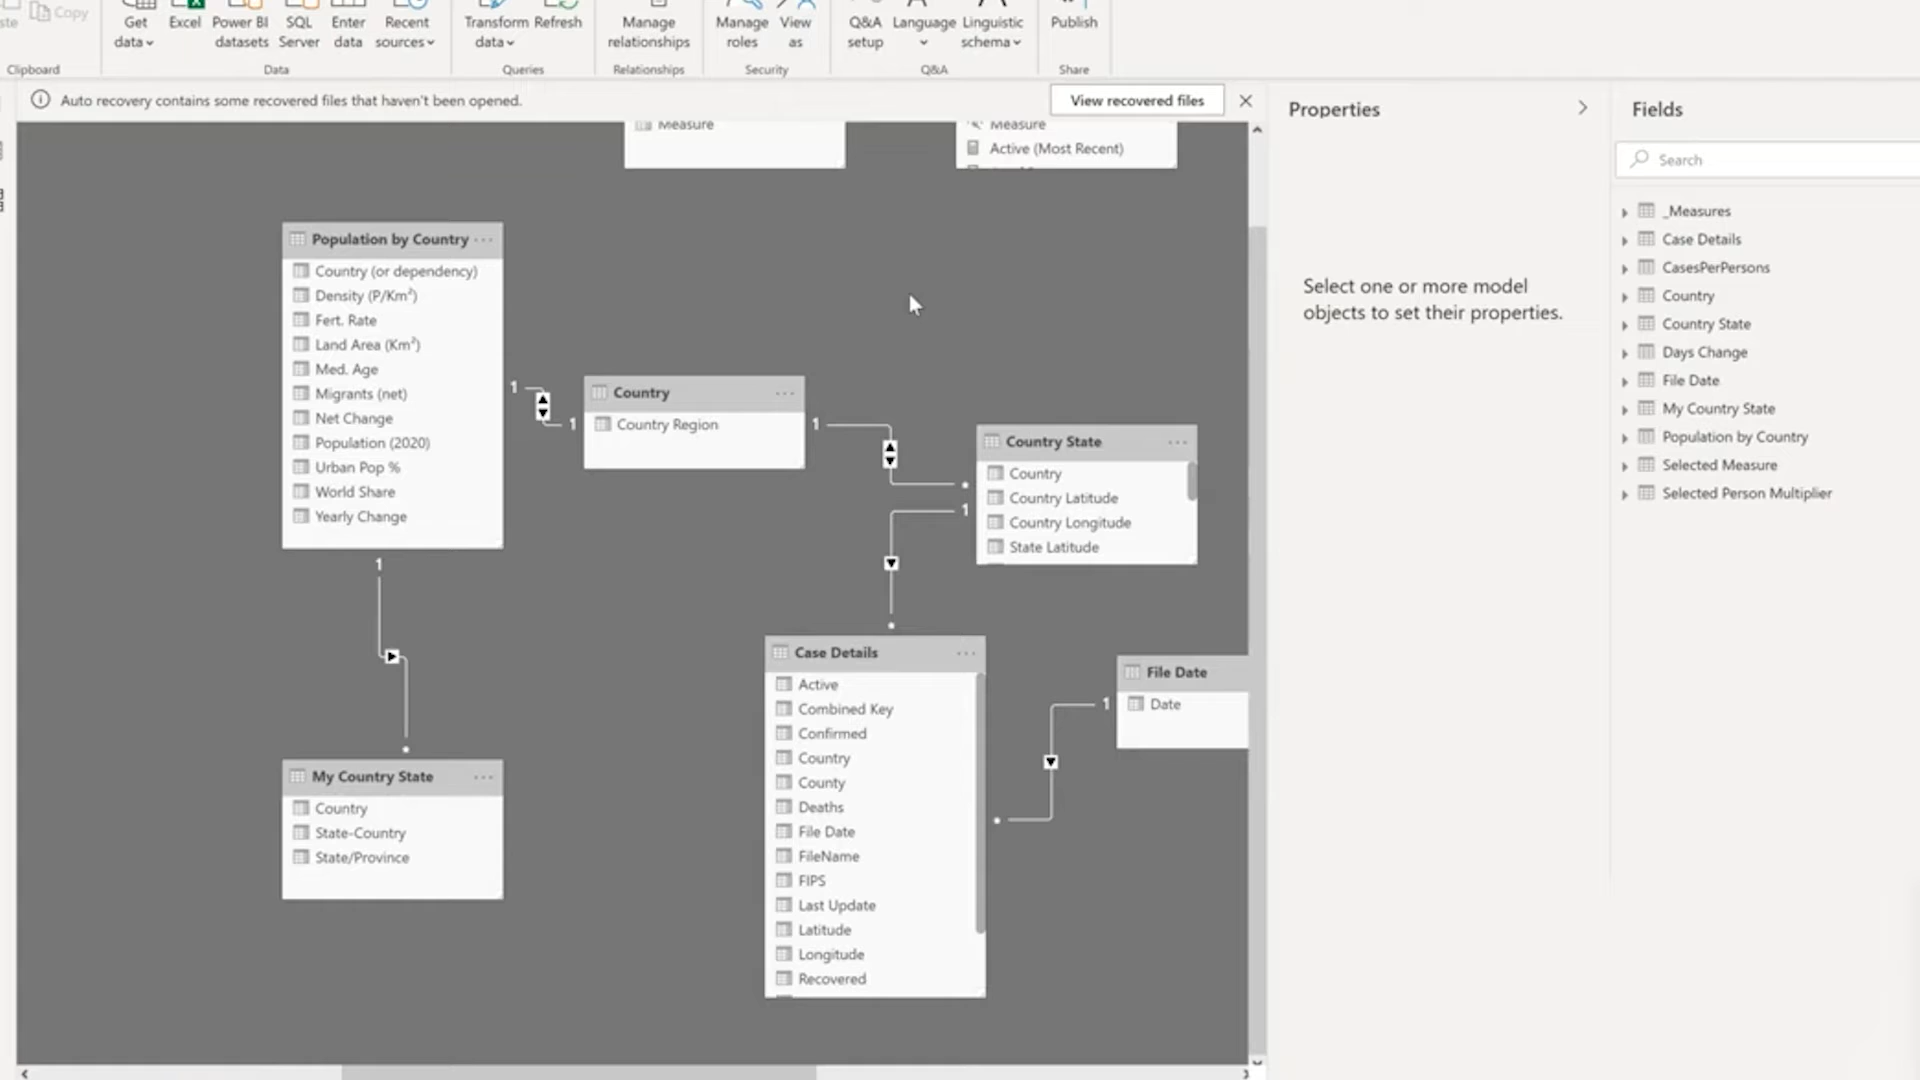 Copy
Get data
Excel
Power BI datasets
SQL Server
Enter data
Recent sources
Transform data
Refresh
Manage relationships
Manage roles
View as
Q&A setup
Language
Linguistic schema
Publish
Clipboard
Data
Queries
Relationships
Security
Q&A
Share
Auto recovery contains some recovered files that haven't been opened.
View recovered files
Measure
Measure
Active (Most Recent)
Population by Country
Country (or dependency)
Density (P/Km²)
Fert. Rate
Land Area (Km²)
Med. Age
Migrants (net)
Net Change
Population (2020)
Urban Pop %
World Share
Yearly Change
1
1
Country
Country Region
1
Country State
Country
Country Latitude
Country Longitude
State Latitude
1
1
My Country State
Country
State-Country
State/Province
Case Details
Active
Combined Key
Confirmed
Country
County
Deaths
File Date
FileName
FIPS
Last Update
Latitude
Longitude
Recovered
1
File Date
Date
Properties
Select one or more model
objects to set their properties.
Fields
Search
_Measures
Case Details
CasesPerPersons
Country
Country State
Days Change
File Date
My Country State
Population by Country
Selected Measure
Selected Person Multiplier